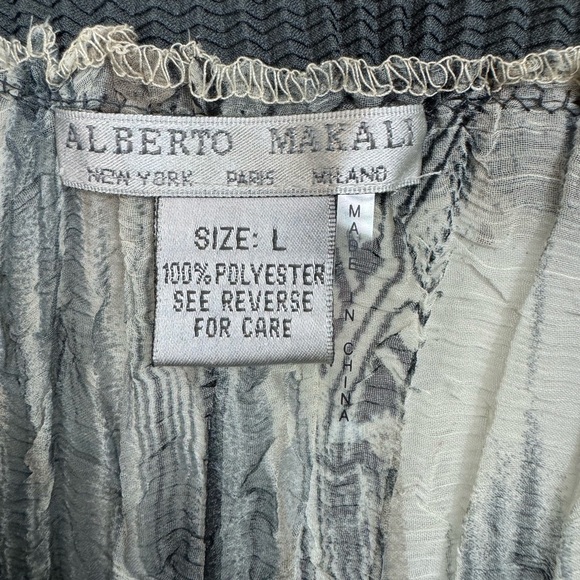 ALBERTO MAKALI
NEW YORK PARIS MILANO
SIZE: L
100% POLYESTER
SEE REVERSE
FOR CARE
MADE IN CHINA